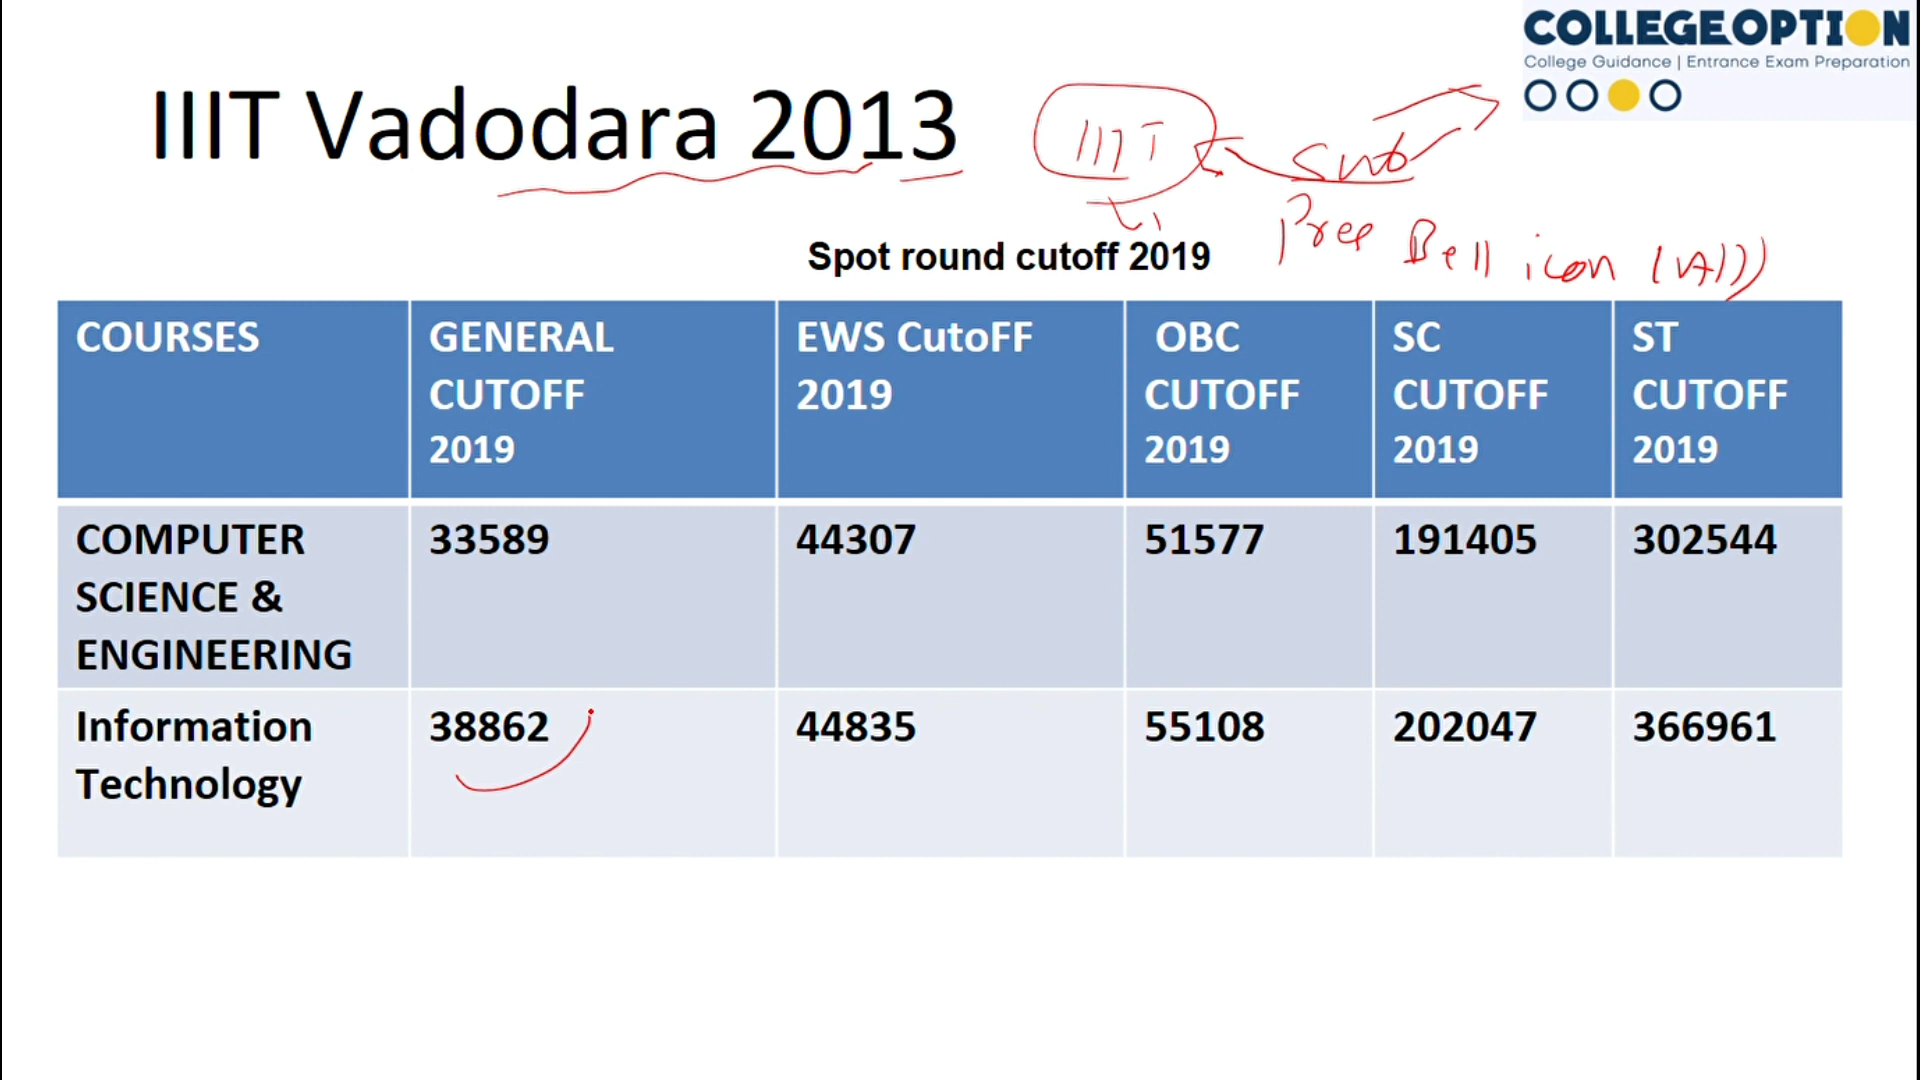 COLLEGEOPTION
College Guidance | Entrance Exam Preparation
IIIT Vadodara 2013
IIIT
Sub
Bell icon (All)
Spot round cutoff 2019
COURSES
GENERAL
CUTOFF
2019
EWS CutoFF
2019
OBC
CUTOFF
2019
SC
CUTOFF
2019
ST
CUTOFF
2019
COMPUTER
SCIENCE &
ENGINEERING
33589
44307
51577
191405
302544
Information
Technology
38862
44835
55108
202047
366961